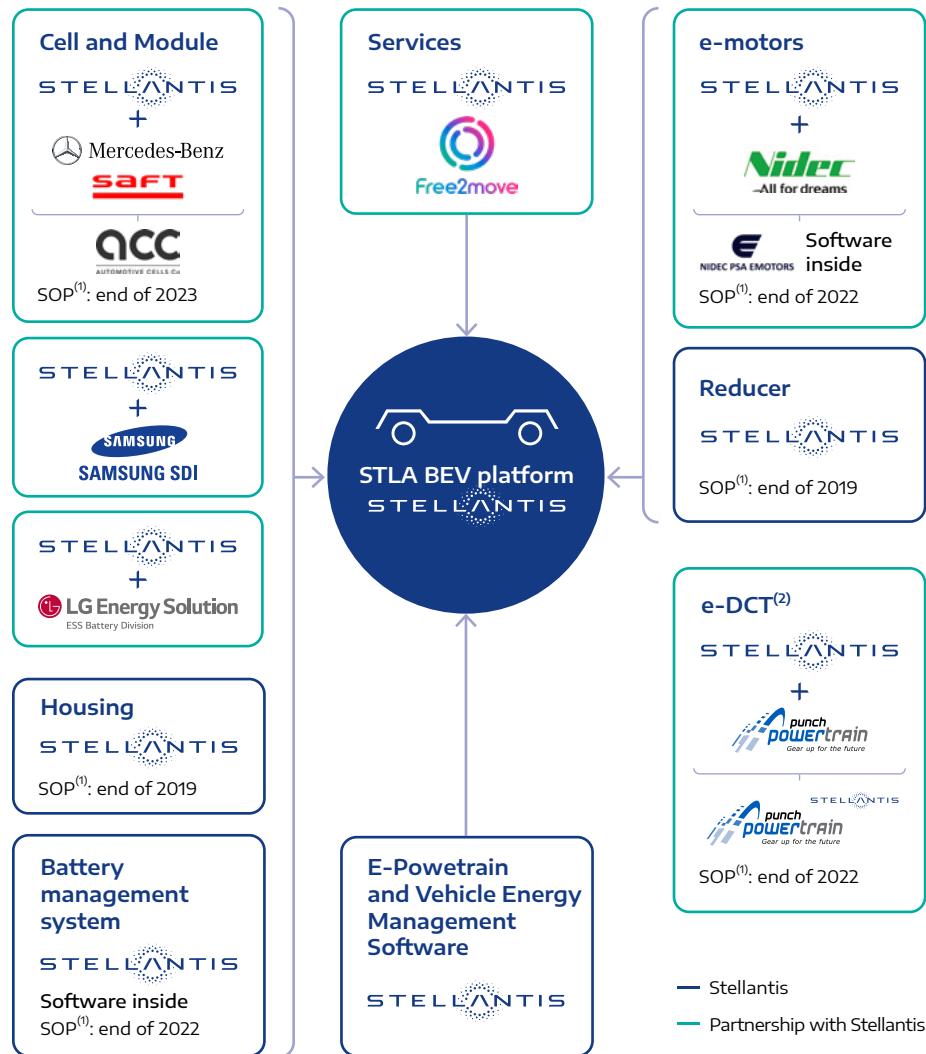 Cell and Module
STELLANTIS
+
Mercedes-Benz
saft
acc
AUTOMOTIVE CELLS Co
SOP(1): end of 2023
STELLANTIS
+
SAMSUNG
SAMSUNG SDI
STELLANTIS
+
LG Energy Solution
ESS Battery Division
Housing
STELLANTIS
SOP(1): end of 2019
Battery
management
system
STELLANTIS
Software inside
SOP(1): end of 2022
Services
STELLANTIS
Free2move
STLA BEV platform
STELLANTIS
E-Powetrain
and Vehicle Energy
Management
Software
STELLANTIS
e-motors
STELLANTIS
+
Nidec
-All for dreams
NIDEC PSA EMOTORS
Software
inside
SOP(1): end of 2022
Reducer
STELLANTIS
SOP(1): end of 2019
e-DCT(2)
STELLANTIS
+
punch
powertrain
Gear up for the future
STELLANTIS
punch
powertrain
Gear up for the future
SOP(1): end of 2022
Stellantis
Partnership with Stellantis